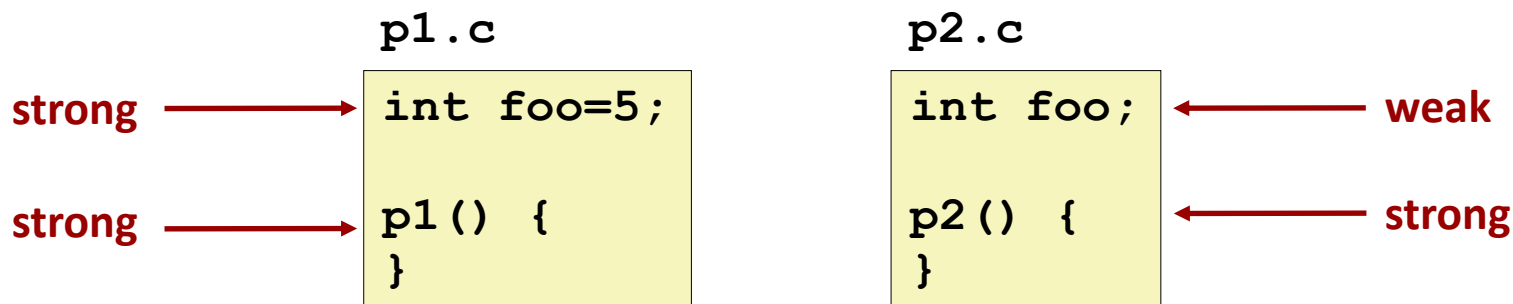 p1.c
p2.c
strong
int foo=5;
int foo;
weak
strong
p1() {
p2() {
strong
}
}